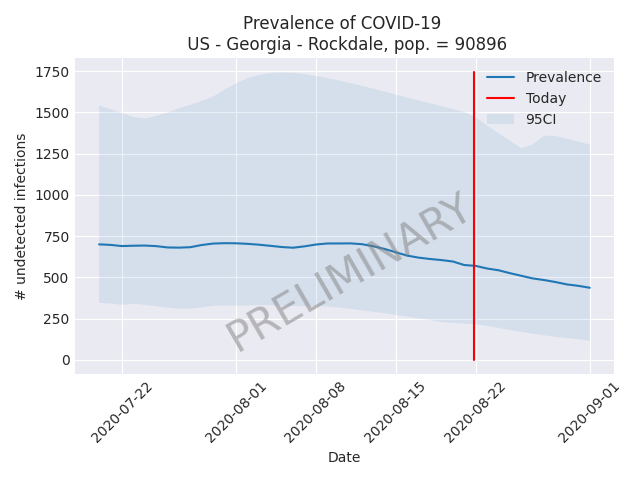 Prevalence of COVID-19
US - Georgia - Rockdale, pop. = 90896
1750
1500
1250
1000
750
500
250
0
# undetected infections
Prevalence
Today
95CI
PRELIMINARY
2020-07-22
2020-08-01
2020-08-08
2020-08-15
2020-08-22
2020-09-01
Date